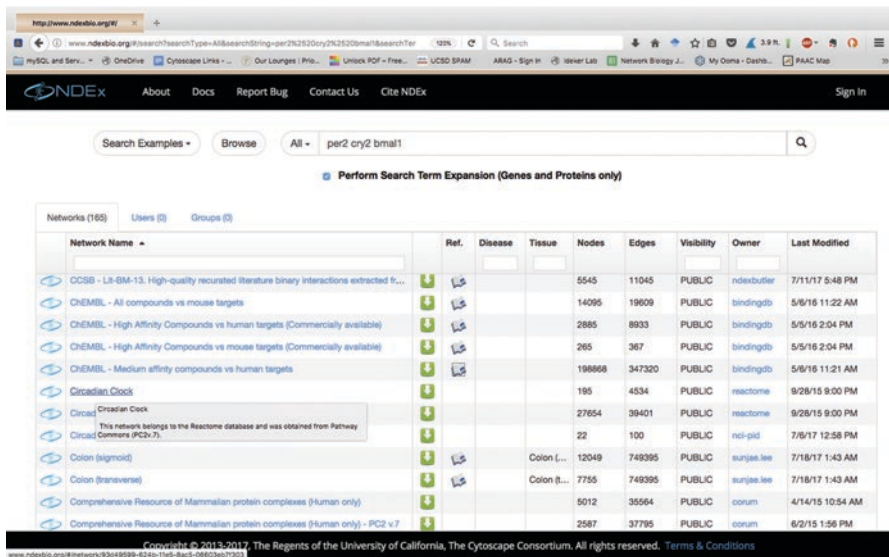 http://www.ndexbio.org/#/
www.ndexbio.org/#/search?searchType=All&searchString=per2%2520cry2%2520bmal1&searchTer 120% Search 3.9 ft.
mySQL and Serv... OneDrive Cytoscape Links - ... Our Lounges | Prio... Unlock PDF - Free... UCSD SPAM ARAG - Sign in Ideker Lab Network Biology J... My Ooma - Dashb... PAAC Map
NDEx About Docs Report Bug Contact Us Cite NDEx Sign In
Search Examples Browse All per2 cry2 bmal1
Perform Search Term Expansion (Genes and Proteins only)
Networks (165) Users (0) Groups (0)
Network Name Ref. Disease Tissue Nodes Edges Visibility Owner Last Modified
CCSB - Lit-BM-13. High-quality recurated literature binary interactions extracted fr... 5545 11045 PUBLIC ndexbutler 7/11/17 5:48 PM
ChEMBL - All compounds vs mouse targets 14095 19609 PUBLIC bindingdb 5/6/16 11:22 AM
ChEMBL - High Affinity Compounds vs human targets (Commercially available) 2885 8933 PUBLIC bindingdb 5/5/16 2:04 PM
ChEMBL - High Affinity Compounds vs mouse targets (Commercially available) 265 367 PUBLIC bindingdb 5/5/16 2:04 PM
ChEMBL - Medium affinty compounds vs human targets 198868 347320 PUBLIC bindingdb 5/6/16 11:21 AM
Circadian Clock 195 4534 PUBLIC reactome 9/28/15 9:00 PM
Circad 27654 39401 PUBLIC reactome 9/28/15 9:00 PM
Circadian Clock
This network belongs to the Reactome database and was obtained from Pathway
Commons (PC2v.7).
Circad 22 100 PUBLIC nci-pid 7/6/17 12:58 PM
Colon (sigmoid) Colon (... 12049 749395 PUBLIC sunjae.lee 7/18/17 1:43 AM
Colon (transverse) Colon (t... 7755 749395 PUBLIC sunjae.lee 7/18/17 1:43 AM
Comprehensive Resource of Mammalian protein complexes (Human only) 5012 35564 PUBLIC corum 4/14/15 10:54 AM
Comprehensive Resource of Mammalian protein complexes (Human only) - PC2 v.7 2587 37795 PUBLIC corum 6/2/15 1:56 PM
Copyright © 2013-2017, The Regents of the University of California, The Cytoscape Consortium. All rights reserved. Terms & Conditions